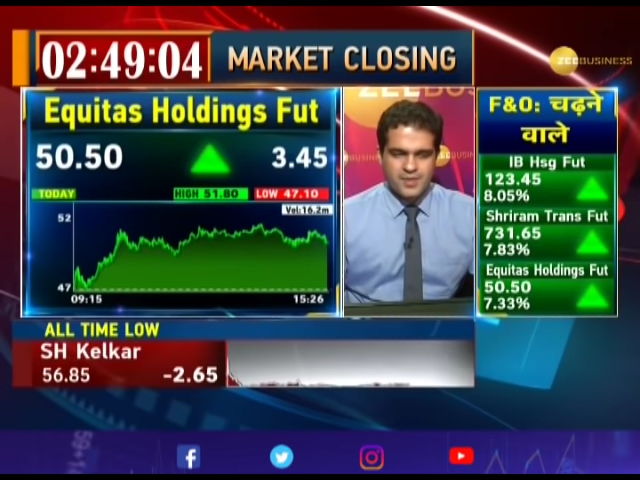 02:49:04 MARKET CLOSING
ZEEBUSINESS
Equitas Holdings Fut
50.50 3.45
TODAY HIGH 51.80 LOW 47.10
Vol:16.2m
52
47
09:15 15:26
F&O: चढ़ने
वाले
IB Hsg Fut
123.45
8.05%
Shriram Trans Fut
731.65
7.83%
Equitas Holdings Fut
50.50
7.33%
ALL TIME LOW
SH Kelkar
56.85 -2.65